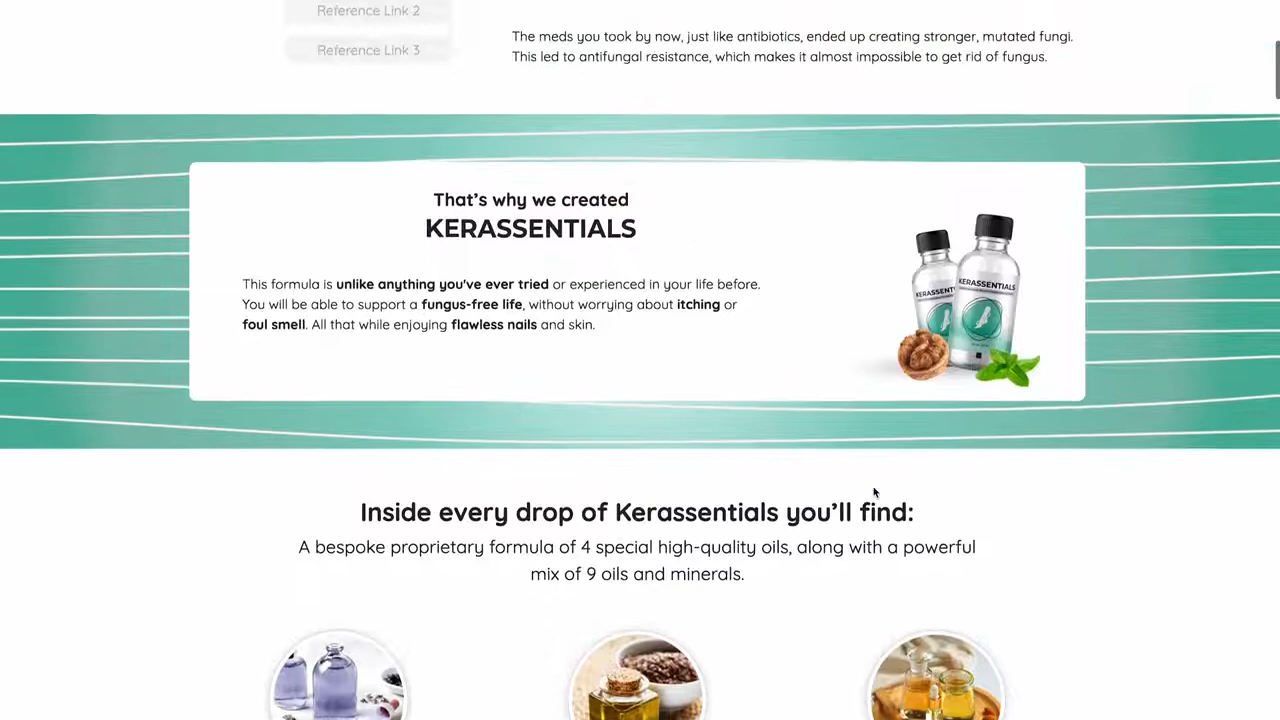 Reference Link 2
Reference Link 3
The meds you took by now, just like antibiotics, ended up creating stronger, mutated fungi.
This led to antifungal resistance, which makes it almost impossible to get rid of fungus.
That's why we created
KERASSENTIALS
This formula is unlike anything you've ever tried or experienced in your life before.
You will be able to support a fungus-free life, without worrying about itching or
foul smell. All that while enjoying flawless nails and skin.
KERASSENT
KERASSENTIALS
Inside every drop of Kerassentials you'll find:
A bespoke proprietary formula of 4 special high-quality oils, along with a powerful
mix of 9 oils and minerals.